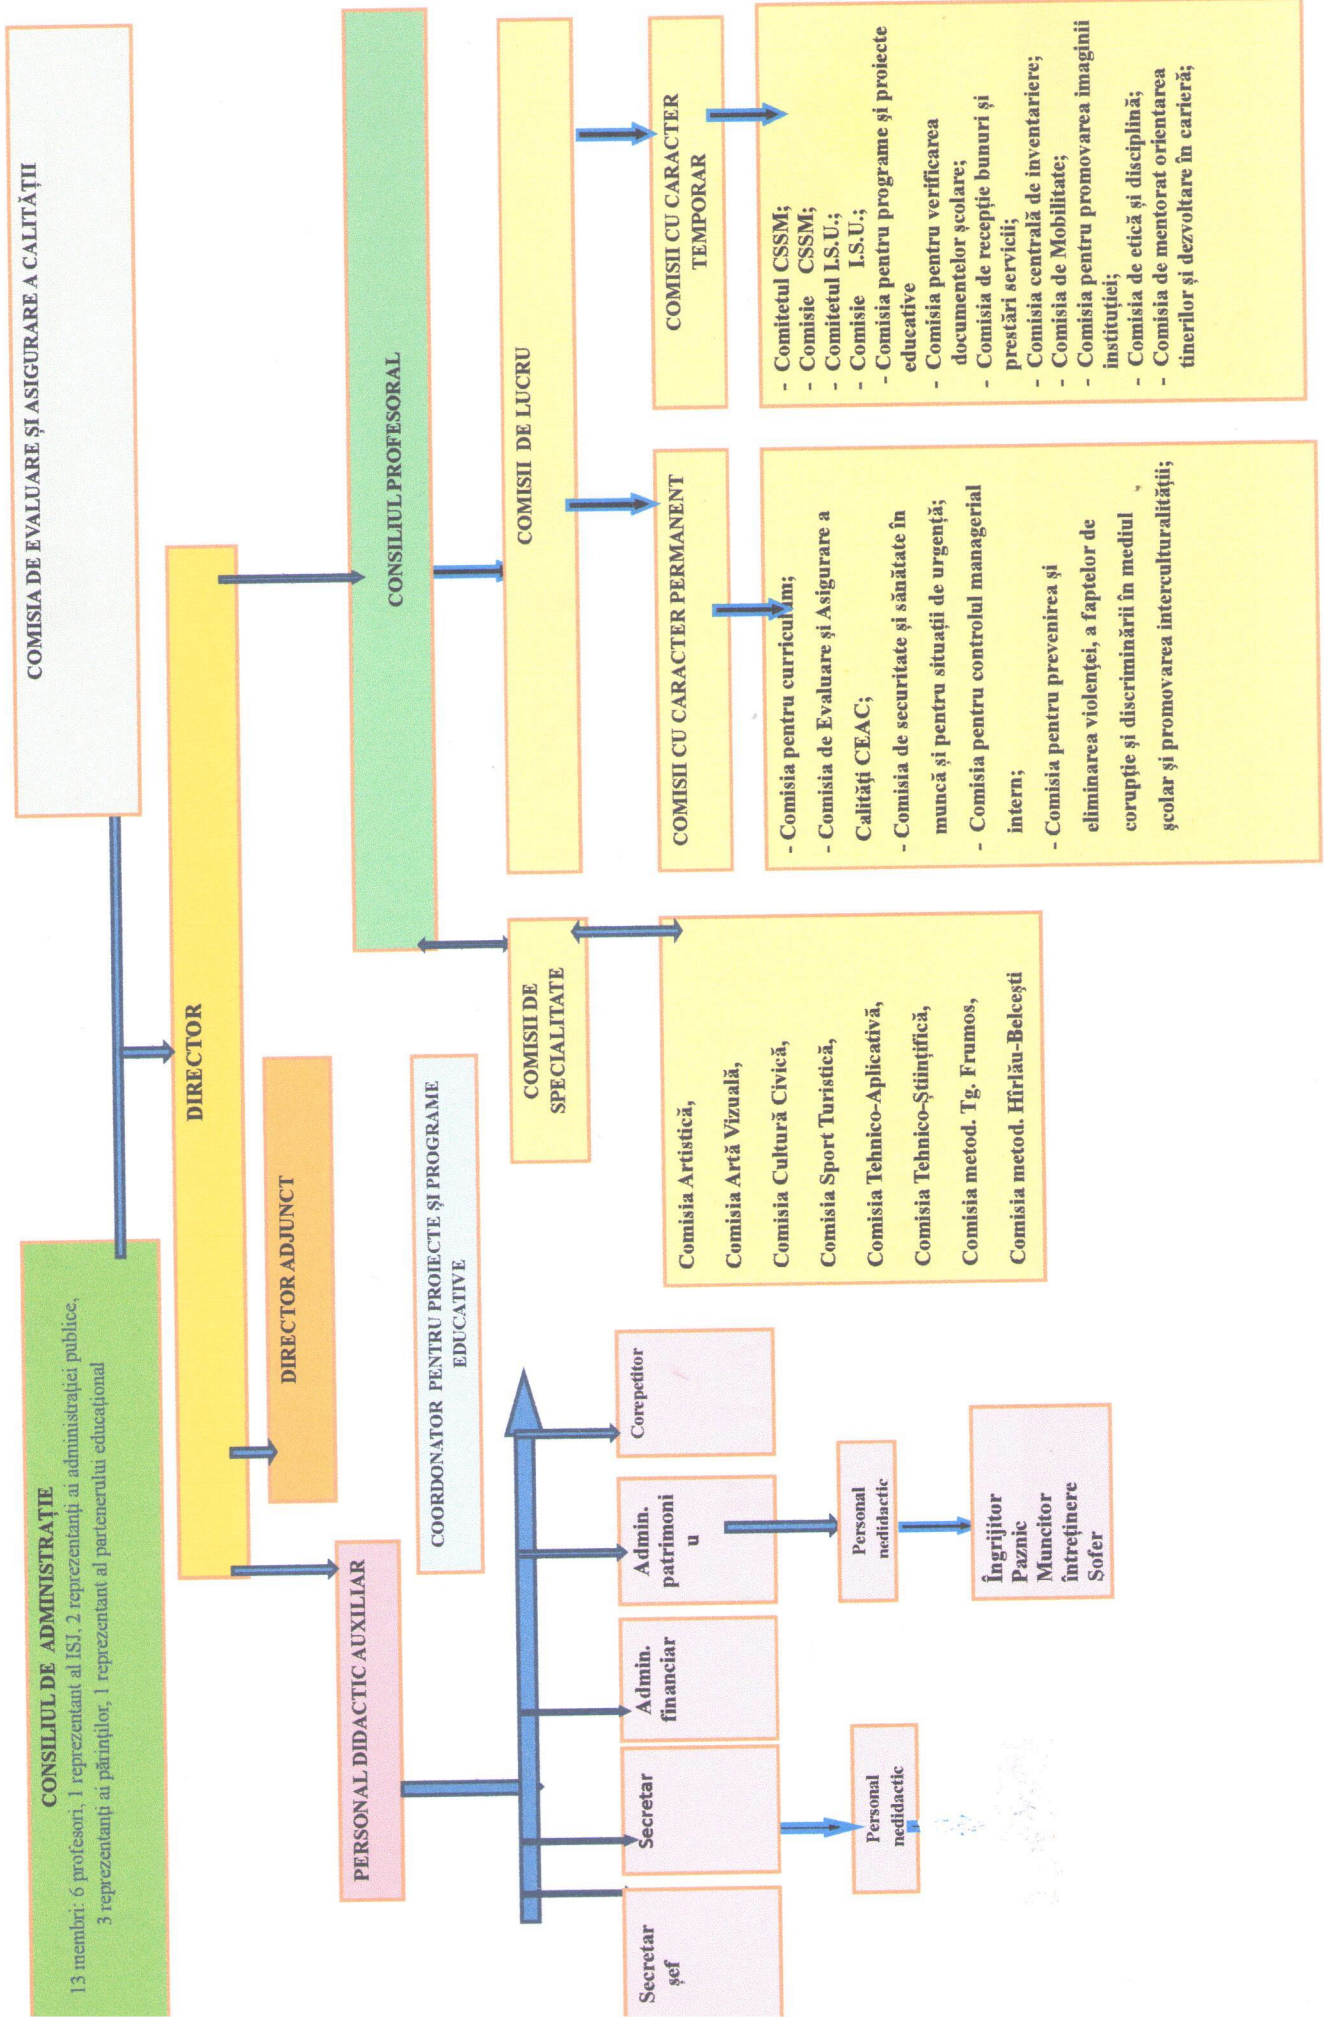 CONSILIUL DE ADMINISTRAȚIE
13 membri: 6 profesori, 1 reprezentant al ISJ, 2 reprezentanți ai administrației publice,
3 reprezentanți ai părinților, 1 reprezentant al partenerului educațional
COMISIA DE EVALUARE ȘI ASIGURARE A CALITĂȚII
DIRECTOR
DIRECTOR ADJUNCT
PERSONAL DIDACTIC AUXILIAR
CONSILIUL PROFESORAL
COORDONATOR PENTRU PROIECTE ȘI PROGRAME
EDUCATIVE
COMISII DE
SPECIALITATE
COMISII DE LUCRU
Secretar
șef
Secretar
Admin.
financiar
Admin.
patrimoni
u
Corepetitor
Personal
nedidactic
Personal
nedidactic
Îngrijitor
Paznic
Muncitor
întreținere
Șofer
Comisia Artistică,
Comisia Artă Vizuală,
Comisia Cultură Civică,
Comisia Sport Turistică,
Comisia Tehnico-Aplicativă,
Comisia Tehnico-Științifică,
Comisia metod. Tg. Frumos,
Comisia metod. Hîrlău-Belcești
COMISII CU CARACTER PERMANENT
- Comisia pentru curriculum;
- Comisia de Evaluare și Asigurare a
Calități CEAC;
- Comisia de securitate și sănătate în
muncă și pentru situații de urgență;
- Comisia pentru controlul managerial
intern;
- Comisia pentru prevenirea și
eliminarea violenței, a faptelor de
corupție și discriminării în mediul
școlar și promovarea interculturalității;
COMISII CU CARACTER
TEMPORAR
- Comitetul CSSM;
- Comisie CSSM;
- Comitetul I.S.U.;
- Comisie I.S.U.;
- Comisia pentru programe și proiecte
educative
- Comisia pentru verificarea
documentelor școlare;
- Comisia de recepție bunuri și
prestări servicii;
- Comisia centrală de inventariere;
- Comisia de Mobilitate;
- Comisia pentru promovarea imaginii
instituției;
- Comisia de etică și disciplină;
- Comisia de mentorat orientarea
tinerilor și dezvoltare în carieră;